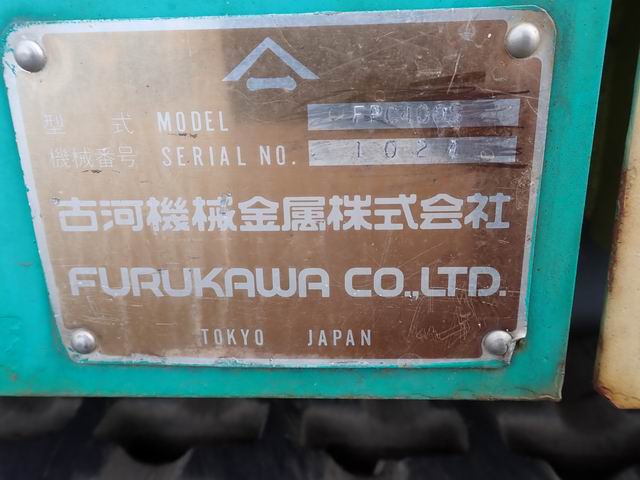 型 式 MODEL
機械番号 SERIAL NO. 1024
古河機械金属株式会社
FURUKAWA CO.,LTD.
TOKYO JAPAN